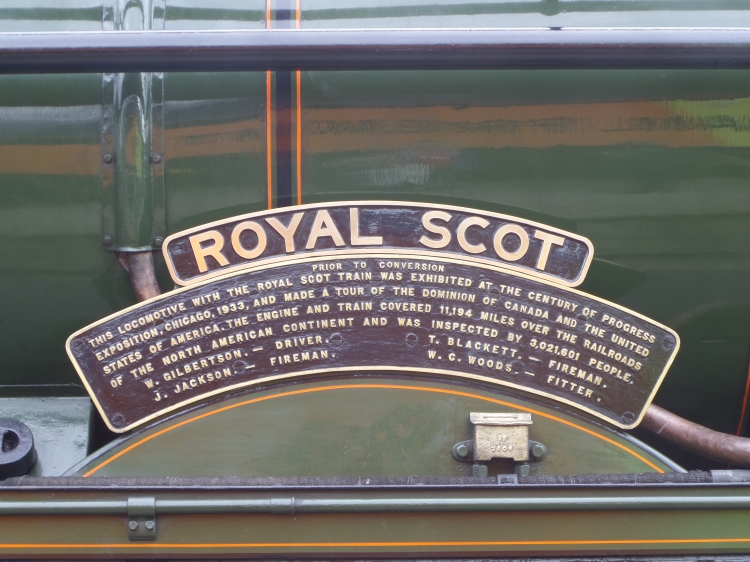 ROYAL SCOT
PRIOR TO CONVERSION
THIS LOCOMOTIVE WITH THE ROYAL SCOT TRAIN WAS EXHIBITED AT THE CENTURY OF PROGRESS
EXPOSITION, CHICAGO, 1933, AND MADE A TOUR OF THE DOMINION OF CANADA AND THE UNITED
STATES OF AMERICA. THE ENGINE AND TRAIN COVERED 11,194 MILES OVER THE RAILROADS
OF THE NORTH AMERICAN CONTINENT AND WAS INSPECTED BY 3,021,601 PEOPLE.
W. GILBERTSON. – DRIVER. T. BLACKETT. – FIREMAN.
J. JACKSON – FIREMAN. W. C. WOODS. – FITTER.